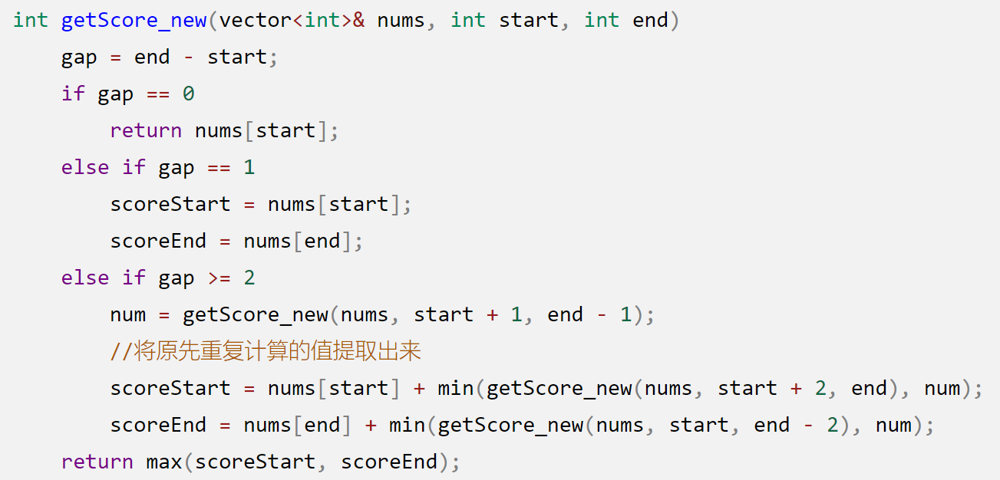 int getScore_new(vector<int>& nums, int start, int end)
gap = end - start;
if gap == 0
return nums[start];
else if gap == 1
scoreStart = nums[start];
scoreEnd = nums[end];
else if gap >= 2
num = getScore_new(nums, start + 1, end - 1);
//将原先重复计算的值提取出来
scoreStart = nums[start] + min(getScore_new(nums, start + 2, end), num);
scoreEnd = nums[end] + min(getScore_new(nums, start, end - 2), num);
return max(scoreStart, scoreEnd);